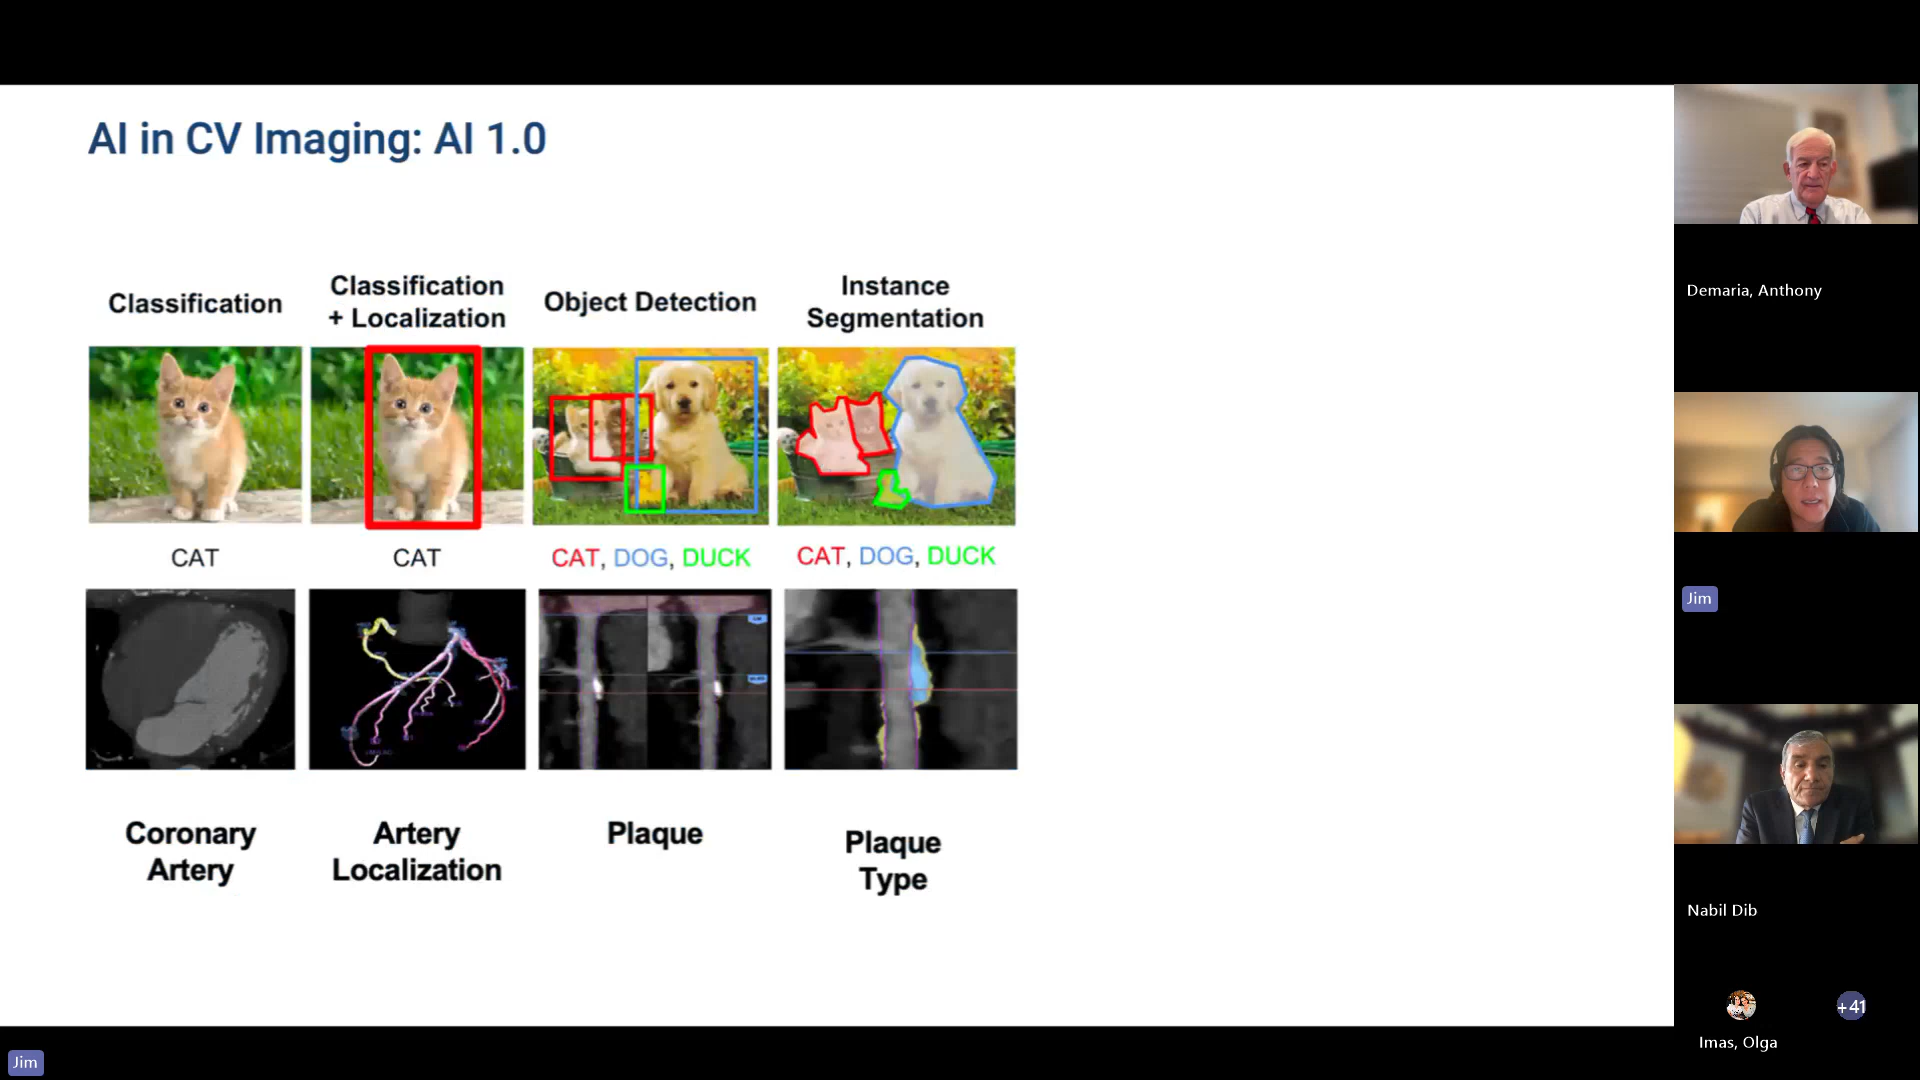 AI in CV Imaging: AI 1.0
Classification
Classification
+ Localization
Object Detection
Instance
Segmentation
CAT
CAT
CAT, DOG, DUCK
CAT, DOG, DUCK
Coronary
Artery
Artery
Localization
Plaque
Plaque
Type
Demaria, Anthony
Jim
Nabil Dib
+41
Imas, Olga
Jim